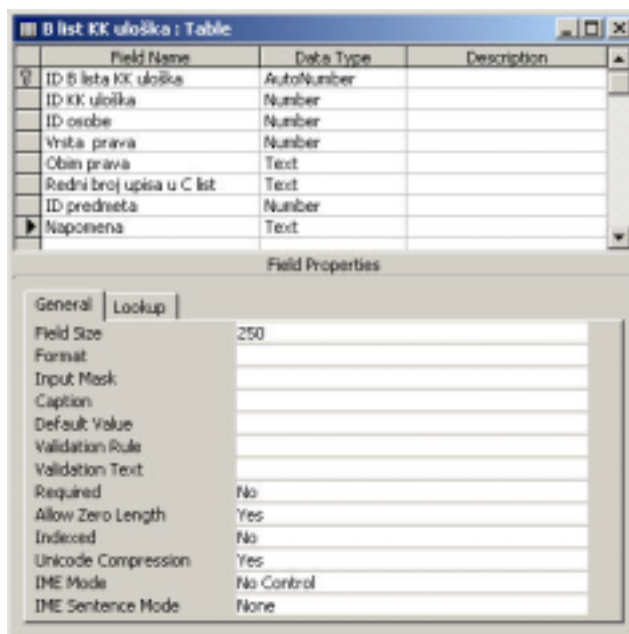 B list KK uloška : Table
Field Name Data Type Description
ID B lista KK uloška AutoNumber
ID KK uloška Number
ID osobe Number
Vrsta prava Number
Obim prava Text
Redni broj upisa u C list Text
ID predmeta Number
Napomena Text
Field Properties
General Lookup
Field Size 250
Format
Input Mask
Caption
Default Value
Validation Rule
Validation Text
Required No
Allow Zero Length Yes
Indexed No
Unicode Compression Yes
IME Mode No Control
IME Sentence Mode None